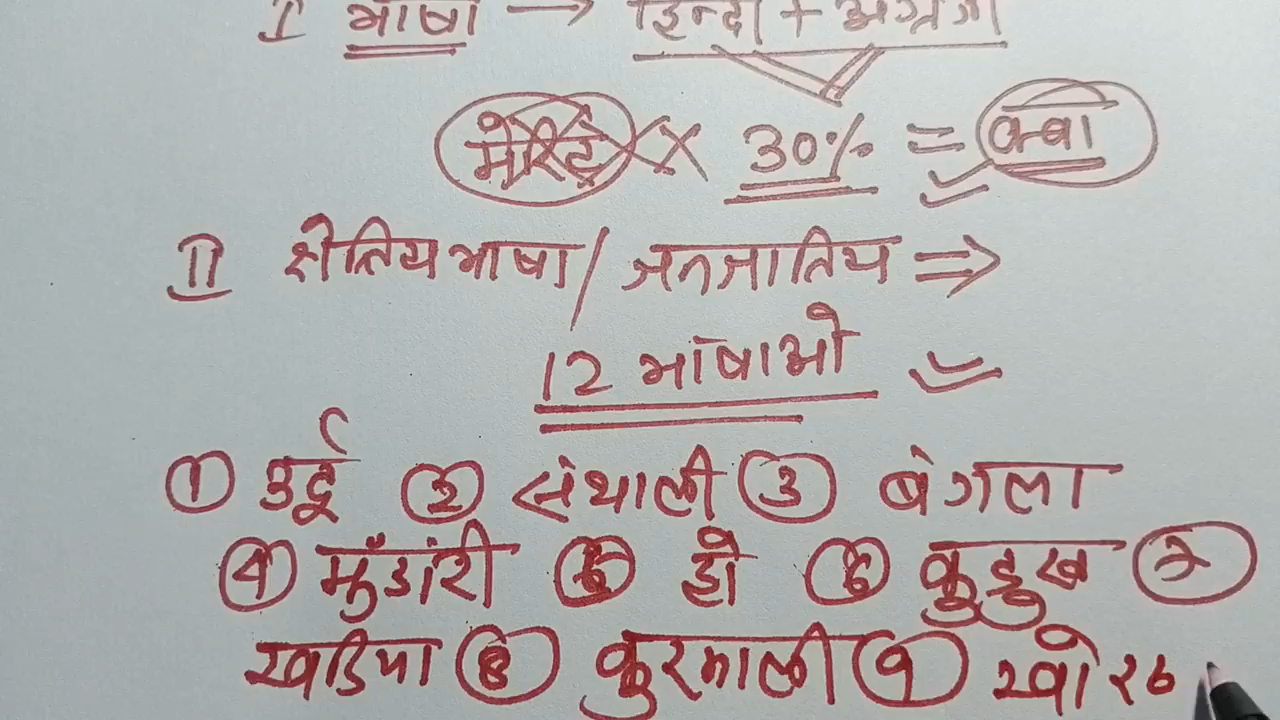 I भाषा → हिन्दी + अंग्रेजी
मेरिट × 30% =
II क्षेत्रिय भाषा / जनजातिय ⇒
12 भाषाओ
① उर्दू ② संथाली ③ बंगला
④ मुँडारी ⑤ हो ⑥ कुडुख ⑦
खडिया ⑧ कुरमाली ⑨ खोर